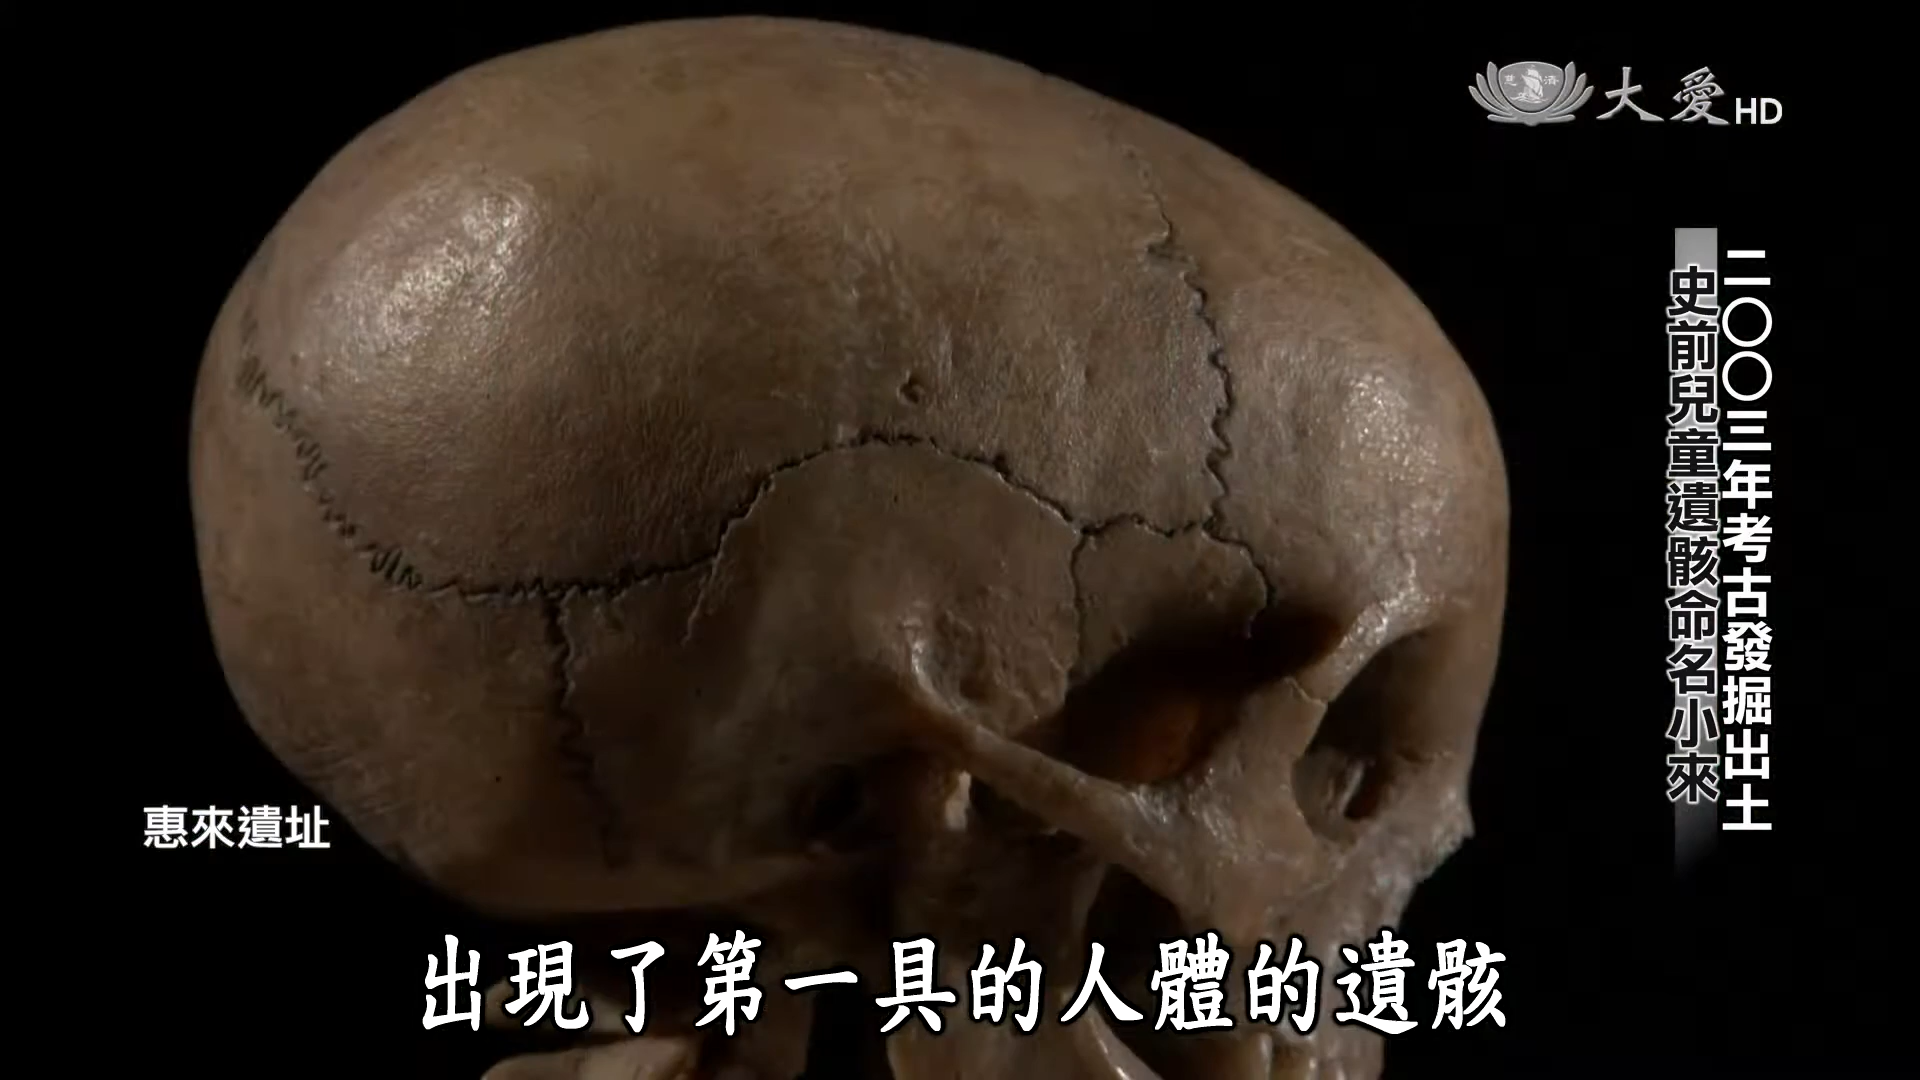 慈濟
大愛HD
二〇〇三年考古發掘出土
史前兒童遺骸命名小來
惠來遺址
出現了第一具的人體的遺骸